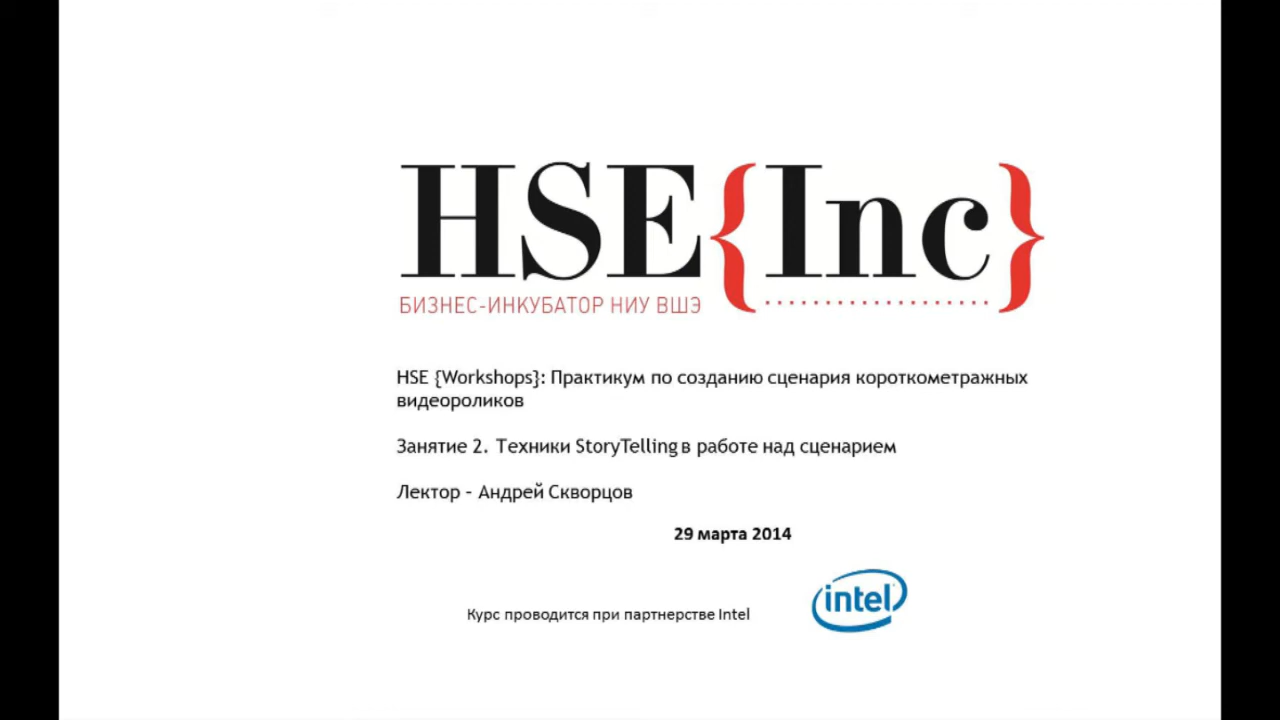 HSE{Inc}
БИЗНЕС-ИНКУБАТОР НИУ ВШЭ
HSE {Workshops}: Практикум по созданию сценария короткометражных
видеороликов
Занятие 2. Техники StoryTelling в работе над сценарием
Лектор - Андрей Скворцов
29 марта 2014
Курс проводится при партнерстве Intel
intel